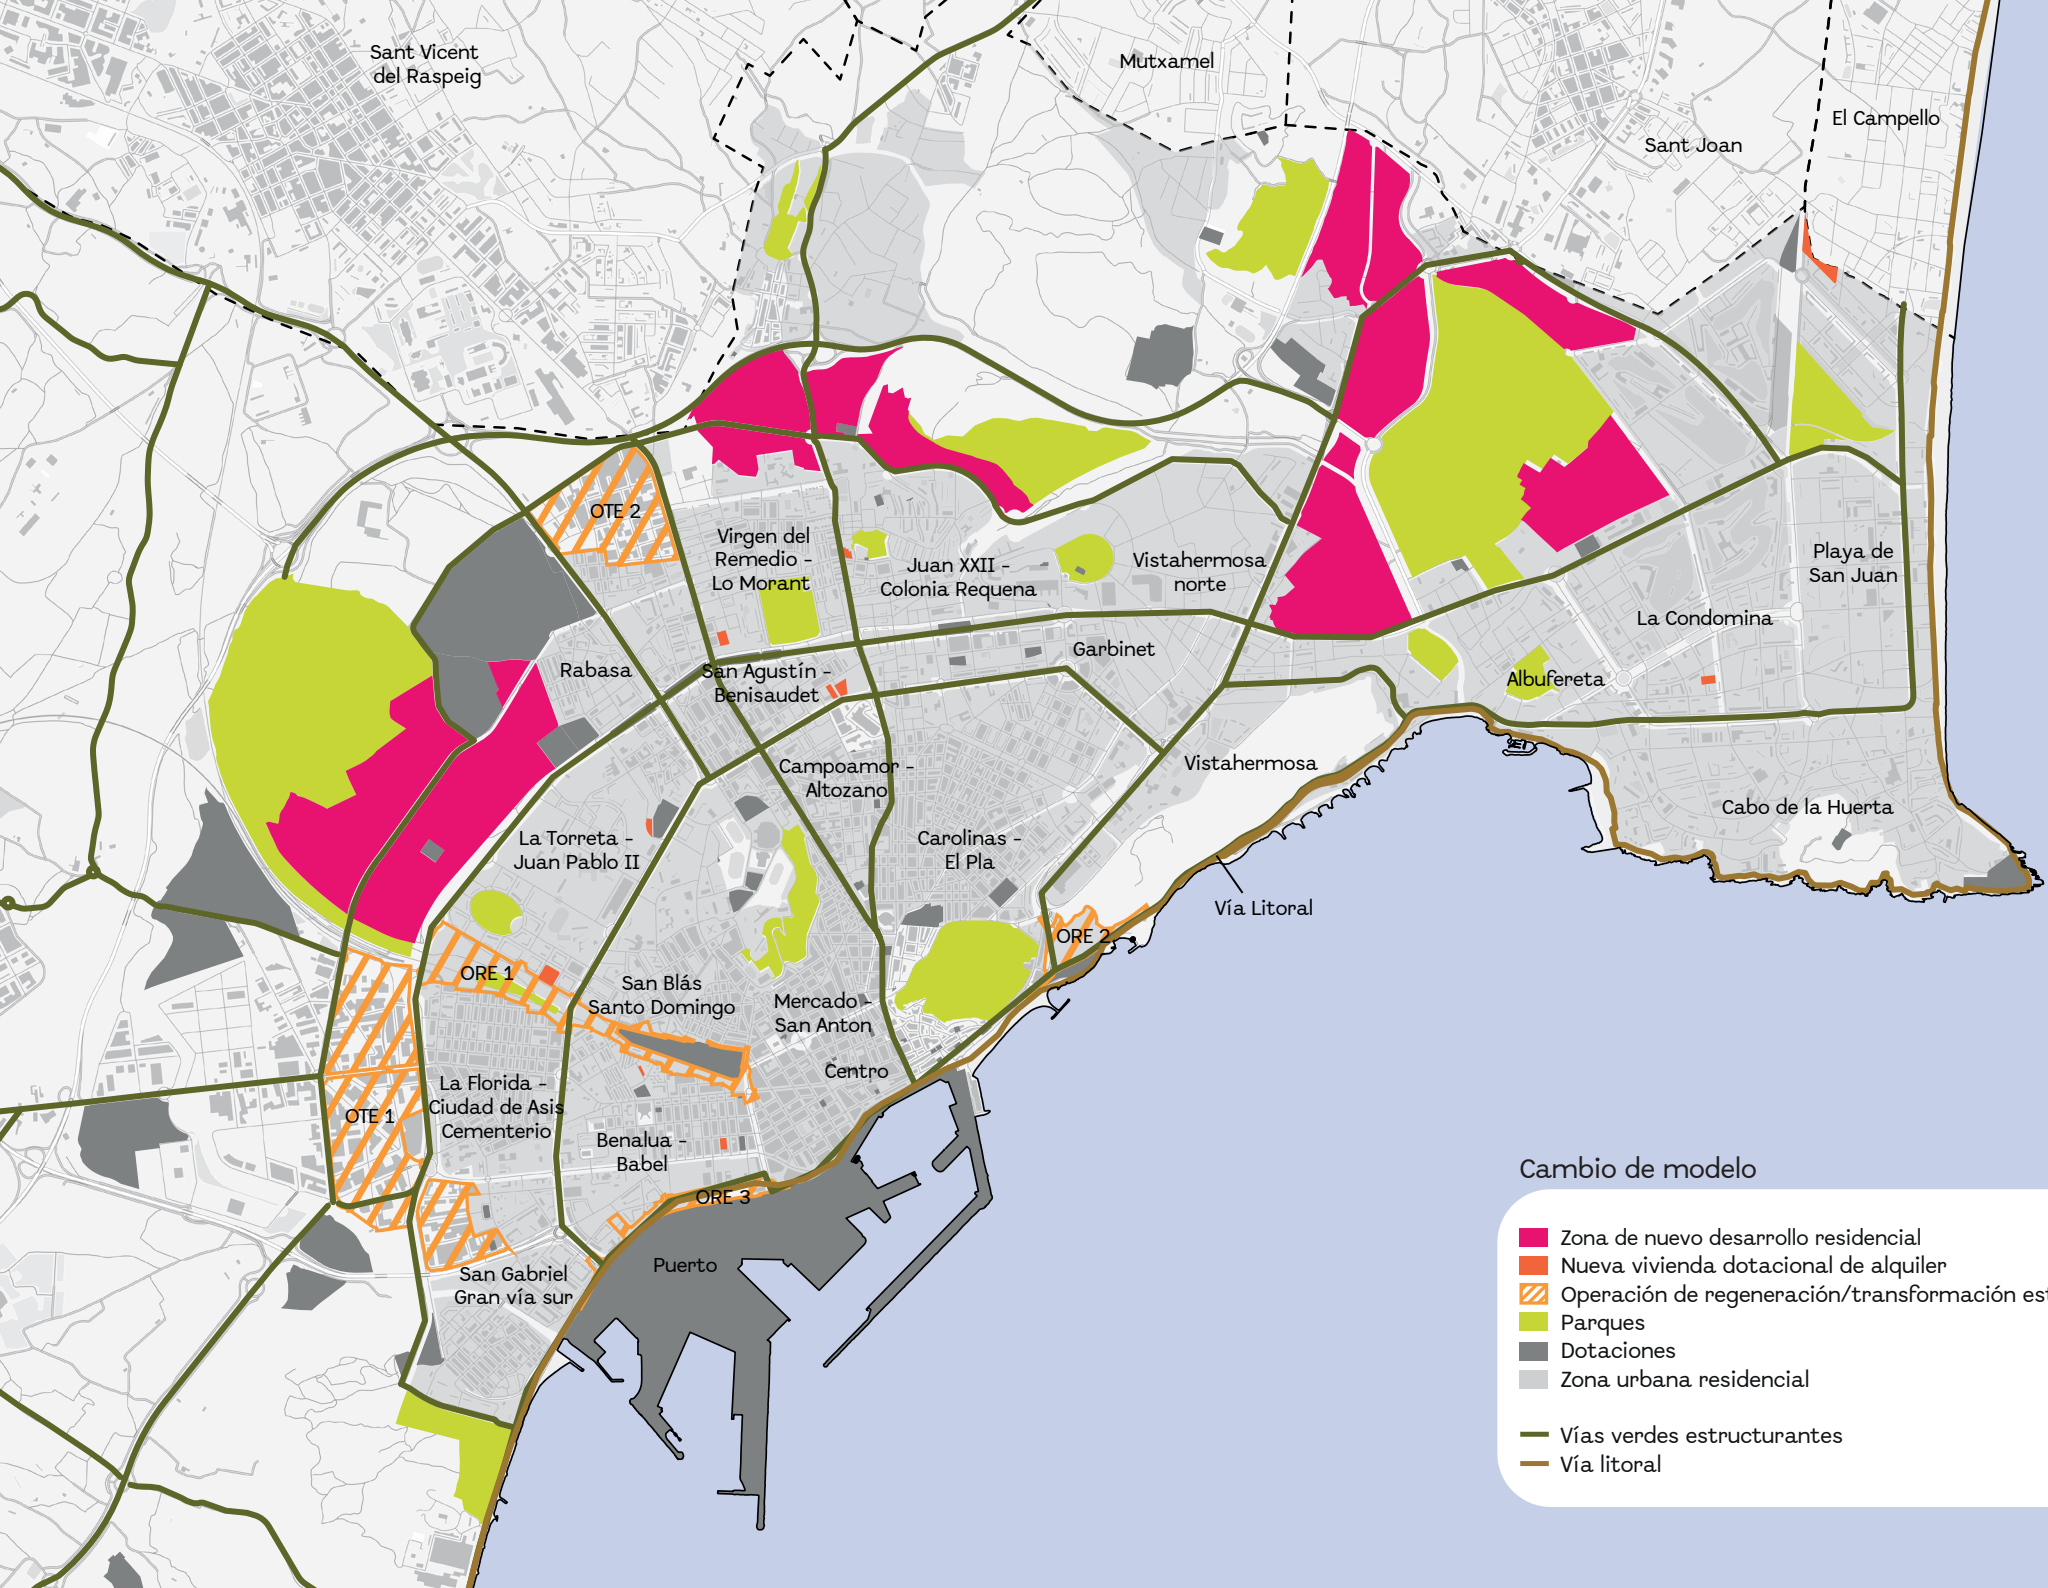 Sant Vicent
del Raspeig
Mutxamel
Sant Joan
El Campello
OTE 2
Virgen del
Remedio -
Lo Morant
Juan XXII -
Colonia Requena
Vistahermosa
norte
Playa de
San Juan
La Condomina
Rabasa
San Agustín -
Benisaudet
Garbinet
Albufereta
Campoamor -
Altozano
Vistahermosa
Cabo de la Huerta
La Torreta -
Juan Pablo II
Carolinas -
El Pla
Vía Litoral
ORE 2
ORE 1
San Blás
Santo Domingo
Mercado -
San Anton
Centro
La Florida -
Ciudad de Asis
Cementerio
OTE 1
Benalua -
Babel
ORE 3
Puerto
San Gabriel
Gran vía sur
Cambio de modelo
Zona de nuevo desarrollo residencial
Nueva vivienda dotacional de alquiler
Operación de regeneración/transformación est
Parques
Dotaciones
Zona urbana residencial
Vías verdes estructurantes
Vía litoral